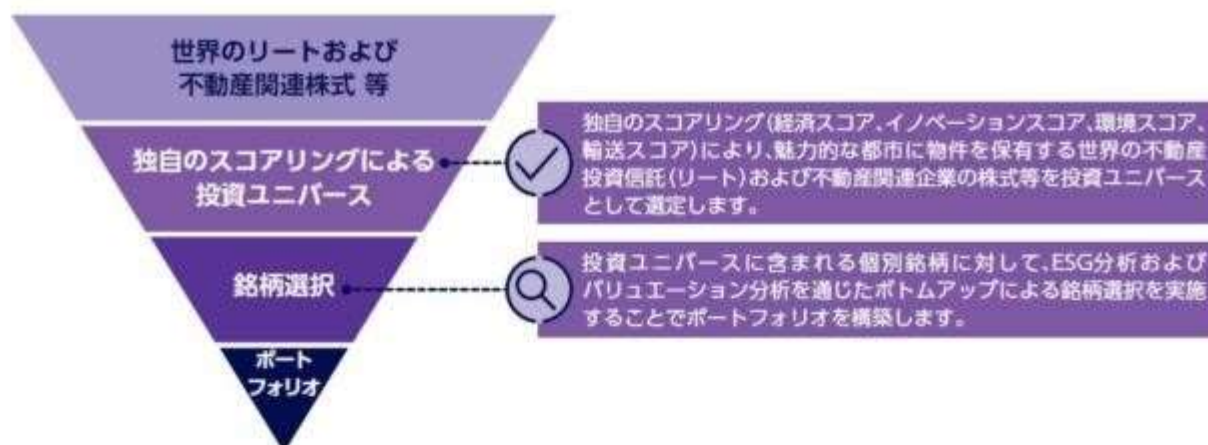 世界のリートおよび
不動産関連株式 等
独自のスコアリングによる
投資ユニバース
独自のスコアリング(経済スコア、イノベーションスコア、環境スコア、
輸送スコア)により、魅力的な都市に物件を保有する世界の不動産
投資信託(リート)および不動産関連企業の株式等を投資ユニバース
として選定します。
銘柄選択
投資ユニバースに含まれる個別銘柄に対して、ESG分析および
バリュエーション分析を通じたボトムアップによる銘柄選択を実施
することでポートフォリオを構築します。
ポート
フォリオ